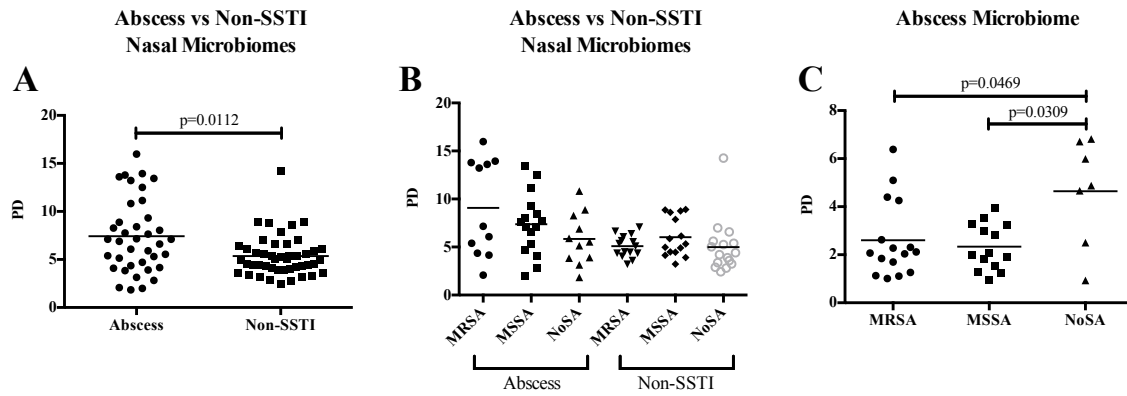 Abscess vs Non-SSTI
Nasal Microbiomes
A
p=0.0112
20
15
10
5
0
PD
Abscess
Non-SSTI
Abscess vs Non-SSTI
Nasal Microbiomes
B
20
15
10
5
0
PD
MRSA
MSSA
NoSA
MRSA
MSSA
NoSA
Abscess
Non-SSTI
Abscess Microbiome
C
p=0.0469
p=0.0309
8
6
4
2
0
PD
MRSA
MSSA
NoSA